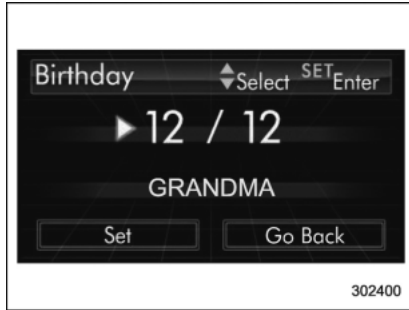 Birthday Select SET Enter
12 / 12
GRANDMA
Set Go Back
302400